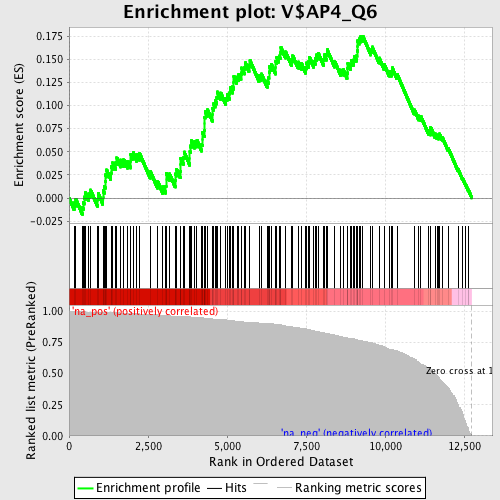 Enrichment plot: V$AP4_Q6
Enrichment score (ES)
0.175
0.150
0.125
0.100
0.075
0.050
0.025
0.000
-0.025
'na_pos' (positively correlated)
Ranked list metric (PreRanked)
1.00
0.75
0.50
0.25
0.00
Zero cross at 1
'na_neg' (negatively correlated)
0 2,500 5,000 7,500 10,000 12,500
Rank in Ordered Dataset
Enrichment profile Hits Ranking metric scores